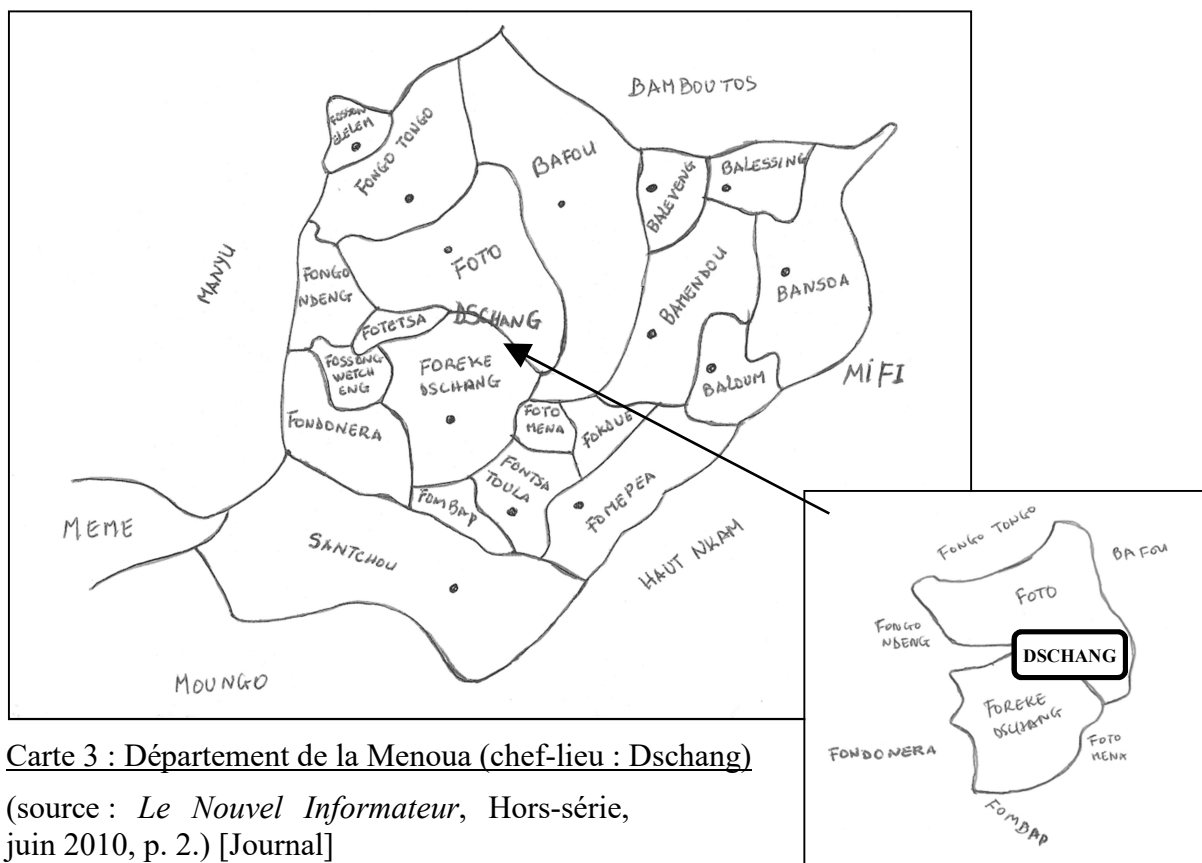 BAMBOUTOS
FOSSON
ELELEM
FONGO TONGO
BAFOU
BALEVENG
BALESSING
MANYU
FONGO
NDENG
FOTO
BAMENDOU
BANSOA
FOTETSA
DSCHANG
FOSSONG
WETCH
ENG
FOREKE
DSCHANG
BALOUM
MIFI
FONDONERA
FOTO
MENA
FOKOUE
FONTSA
TOULA
FOMBAP
FOMEPEA
MEME
SANTCHOU
HAUT NKAM
MOUNGO
FONGO TONGO
BAFOU
FOTO
FONGO
NDENG
DSCHANG
FOREKE
DSCHANG
FONDONERA
FOTO
MENA
FOMBAP
Carte 3 : Département de la Menoua (chef-lieu : Dschang)
(source : Le Nouvel Informateur, Hors-série,
juin 2010, p. 2.) [Journal]